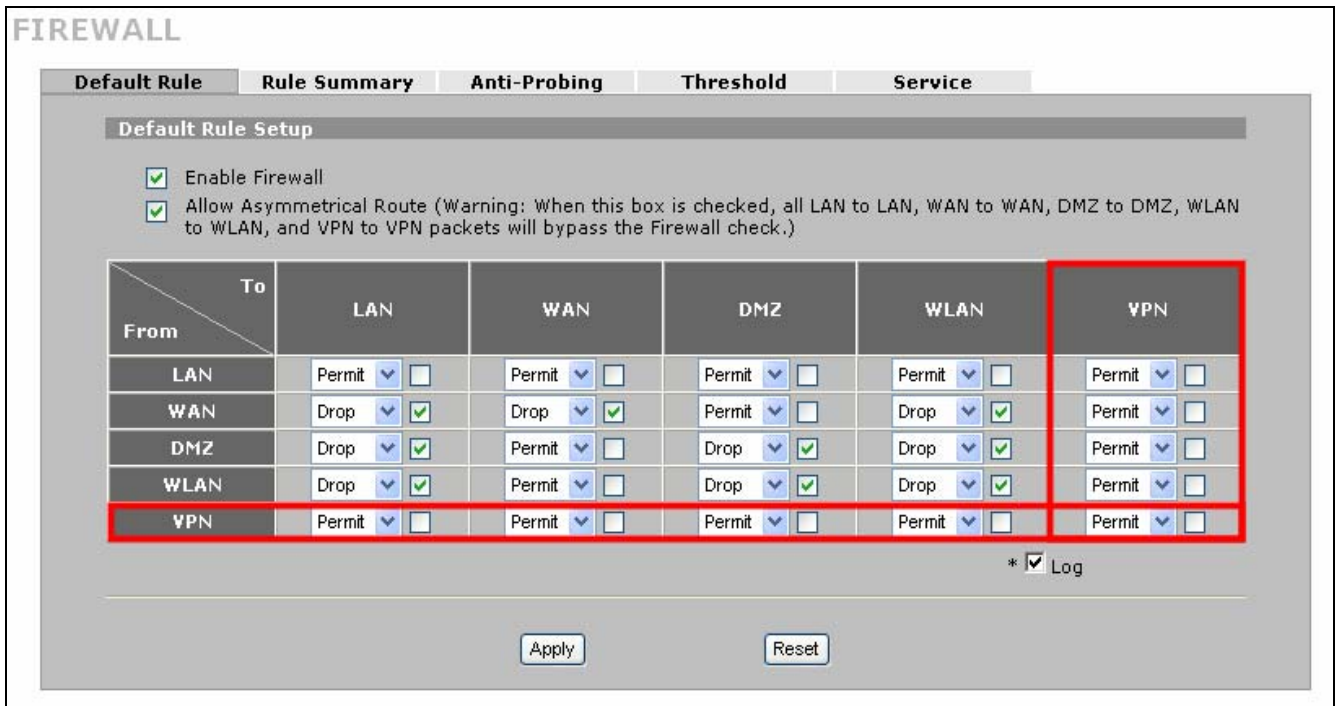 FIREWALL
Default Rule Rule Summary Anti-Probing Threshold Service
Default Rule Setup
Enable Firewall
Allow Asymmetrical Route (Warning: When this box is checked, all LAN to LAN, WAN to WAN, DMZ to DMZ, WLAN
to WLAN, and VPN to VPN packets will bypass the Firewall check.)
To
From
LAN WAN DMZ WLAN VPN
LAN Permit Permit Permit Permit Permit
WAN Drop Drop Permit Drop Permit
DMZ Drop Permit Drop Drop Permit
WLAN Drop Permit Drop Drop Permit
VPN Permit Permit Permit Permit Permit
* Log
Apply Reset